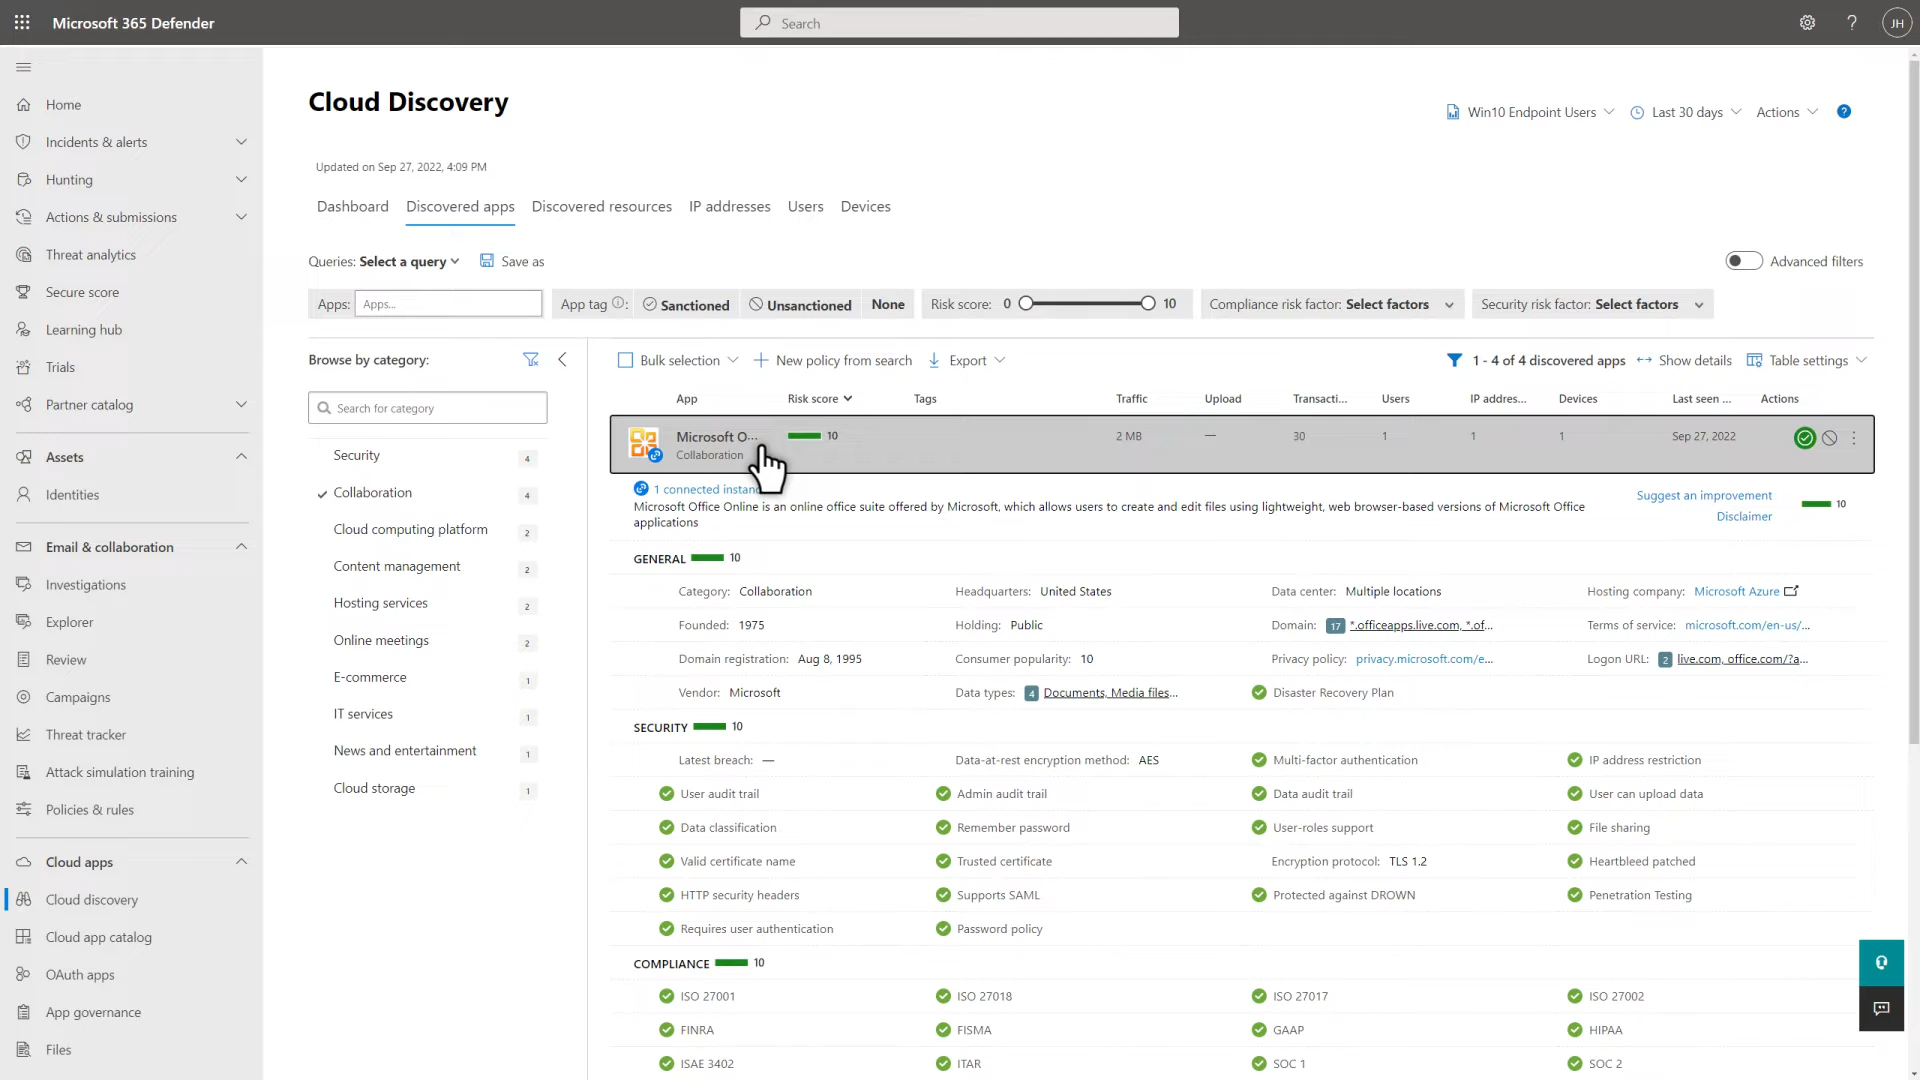 Microsoft 365 Defender
Search
JH
Home
Incidents & alerts
Hunting
Actions & submissions
Threat analytics
Secure score
Learning hub
Trials
Partner catalog
Assets
Identities
Email & collaboration
Investigations
Explorer
Review
Campaigns
Threat tracker
Attack simulation training
Policies & rules
Cloud apps
Cloud discovery
Cloud app catalog
OAuth apps
App governance
Files
Cloud Discovery
Win10 Endpoint Users Last 30 days Actions ?
Updated on Sep 27, 2022, 4:09 PM
Dashboard Discovered apps Discovered resources IP addresses Users Devices
Queries: Select a query Save as Advanced filters
Apps: Apps... App tag : Sanctioned Unsanctioned None Risk score: 0 10 Compliance risk factor: Select factors Security risk factor: Select factors
Browse by category:
Search for category
Security 4
Collaboration 4
Cloud computing platform 2
Content management 2
Hosting services 2
Online meetings 2
E-commerce 1
IT services 1
News and entertainment 1
Cloud storage 1
Bulk selection New policy from search Export 1 - 4 of 4 discovered apps Show details Table settings
App Risk score Tags Traffic Upload Transacti... Users IP addres... Devices Last seen ... Actions
Microsoft O... 10 2 MB — 30 1 1 1 Sep 27, 2022
Collaboration
1 connected instan
Microsoft Office Online is an online office suite offered by Microsoft, which allows users to create and edit files using lightweight, web browser-based versions of Microsoft Office
applications
Suggest an improvement 10
Disclaimer
GENERAL 10
Category: Collaboration Headquarters: United States Data center: Multiple locations Hosting company: Microsoft Azure
Founded: 1975 Holding: Public Domain: 17 *.officeapps.live.com, *.of... Terms of service: microsoft.com/en-us/...
Domain registration: Aug 8, 1995 Consumer popularity: 10 Privacy policy: privacy.microsoft.com/e... Logon URL: 2 live.com, office.com/?a...
Vendor: Microsoft Data types: 4 Documents, Media files... Disaster Recovery Plan
SECURITY 10
Latest breach: — Data-at-rest encryption method: AES Multi-factor authentication IP address restriction
User audit trail Admin audit trail Data audit trail User can upload data
Data classification Remember password User-roles support File sharing
Valid certificate name Trusted certificate Encryption protocol: TLS 1.2 Heartbleed patched
HTTP security headers Supports SAML Protected against DROWN Penetration Testing
Requires user authentication Password policy
COMPLIANCE 10
ISO 27001 ISO 27018 ISO 27017 ISO 27002
FINRA FISMA GAAP HIPAA
ISAE 3402 ITAR SOC 1 SOC 2